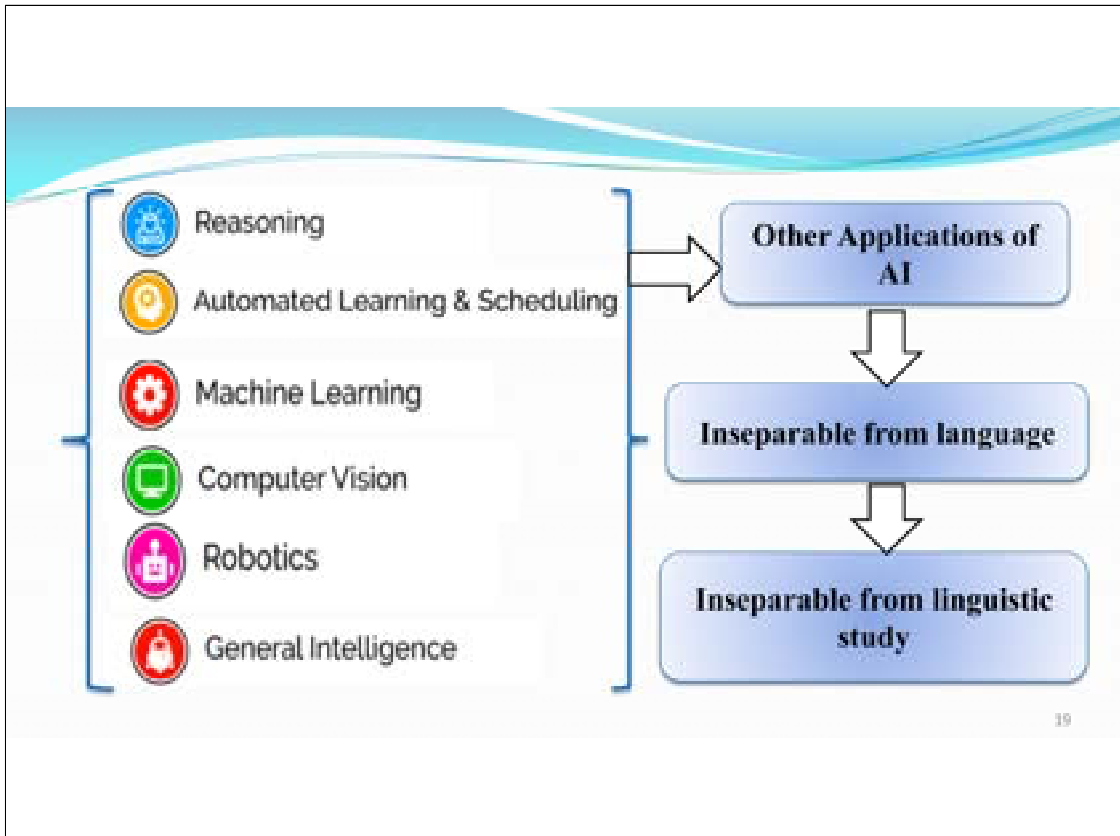 Reasoning
Automated Learning & Scheduling
Machine Learning
Computer Vision
Robotics
General Intelligence
Other Applications of
AI
Inseparable from language
Inseparable from linguistic
study
19